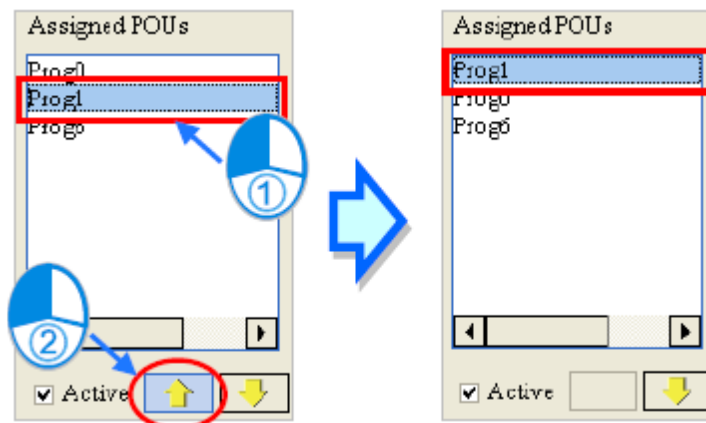 Assigned POUs
Prog0
Prog1
Prog6
①
②
Active
Assigned POUs
Prog1
Prog0
Prog6
Active